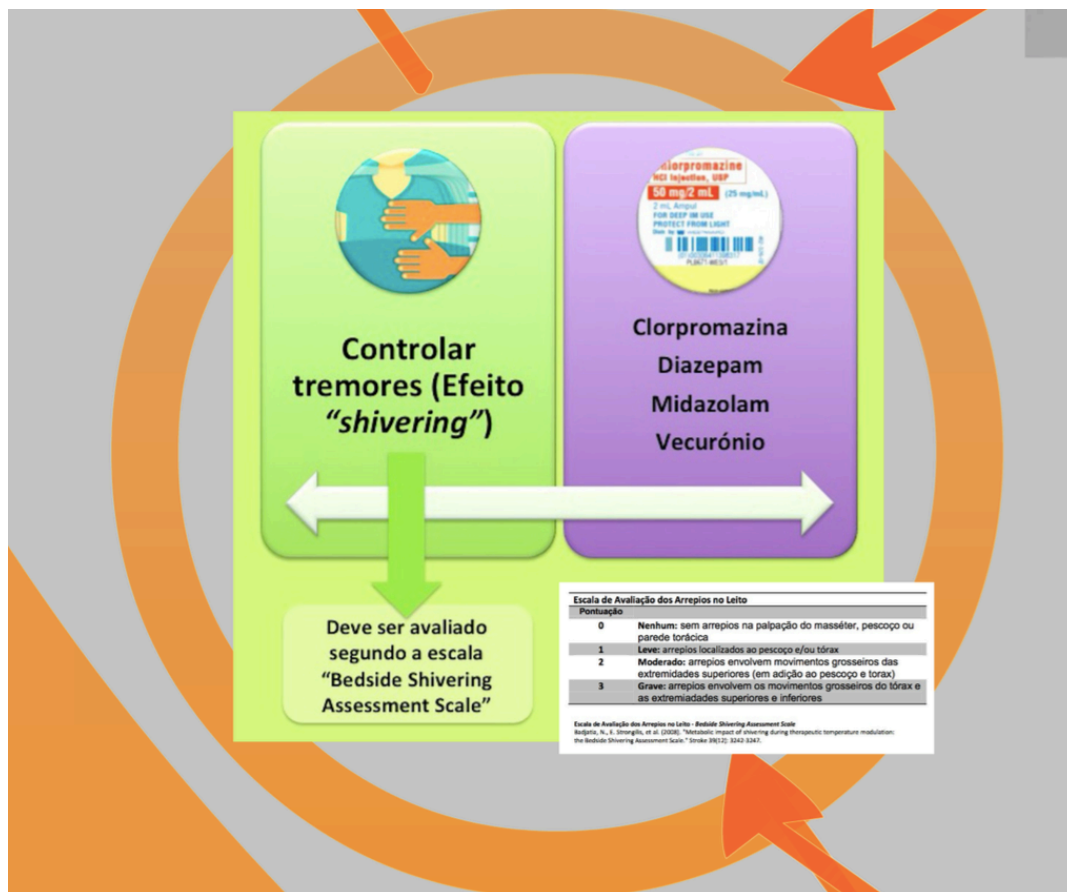 Controlar
tremores (Efeito
“shivering”)
Chlorpromazine
HCl Injection, USP
50 mg/2 mL (25 mg/mL)
2 mL Ampul
FOR DEEP IM USE
PROTECT FROM LIGHT
Clorpromazina
Diazepam
Midazolam
Vecurónio
Deve ser avaliado
segundo a escala
“Bedside Shivering
Assessment Scale”
Escala de Avaliação dos Arrepios no Leito
Pontuação
0 Nenhum: sem arrepios na palpação do masséter, pescoço ou
parede torácica
1 Leve: arrepios localizados ao pescoço e/ou tórax
2 Moderado: arrepios envolvem movimentos grosseiros das
extremidades superiores (em adição ao pescoço e torax)
3 Grave: arrepios envolvem os movimentos grosseiros do tórax e
as extremiadades superiores e inferiores
Escala de Avaliação dos Arrepios no Leito - Bedside Shivering Assessment Scale
Badjatia, N., E. Strongilis, et al. (2008). "Metabolic impact of shivering during therapeutic temperature modulation:
the Bedside Shivering Assessment Scale." Stroke 39(12): 3242-3247.